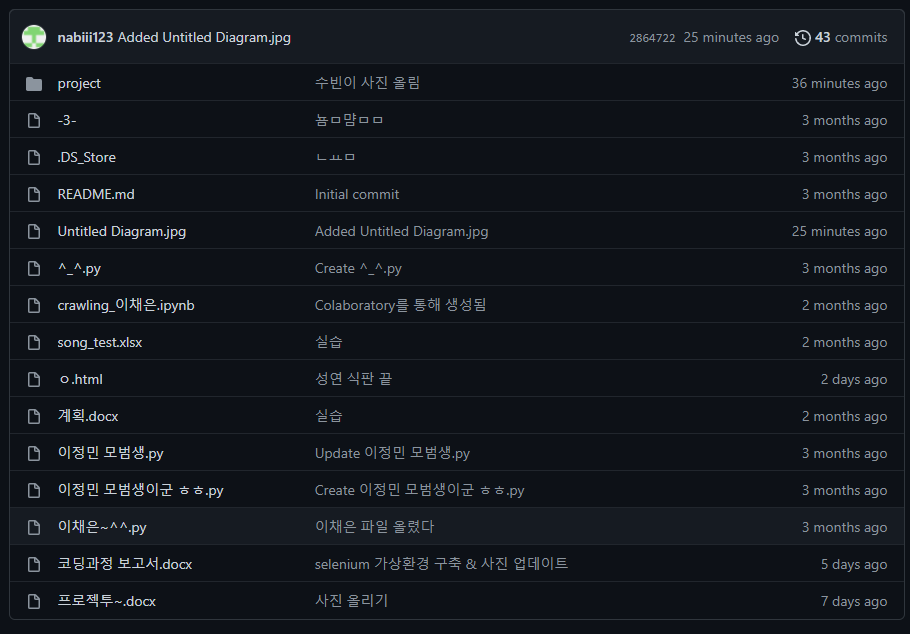 nabiii123 Added Untitled Diagram.jpg 2864722 25 minutes ago 43 commits
project 수빈이 사진 올림 36 minutes ago
-3- 뇸ㅁ먐ㅁㅁ 3 months ago
.DS_Store ㄴㅛㅁ 3 months ago
README.md Initial commit 3 months ago
Untitled Diagram.jpg Added Untitled Diagram.jpg 25 minutes ago
^_^.py Create ^_^.py 3 months ago
crawling_이채은.ipynb Colaboratory를 통해 생성됨 2 months ago
song_test.xlsx 실습 2 months ago
ㅇ.html 성연 식판 끝 2 days ago
계획.docx 실습 2 months ago
이정민 모범생.py Update 이정민 모범생.py 3 months ago
이정민 모범생이군 ㅎㅎ.py Create 이정민 모범생이군 ㅎㅎ.py 3 months ago
이채은~^^.py 이채은 파일 올렸다 3 months ago
코딩과정 보고서.docx selenium 가상환경 구축 & 사진 업데이트 5 days ago
프로젝투~.docx 사진 올리기 7 days ago